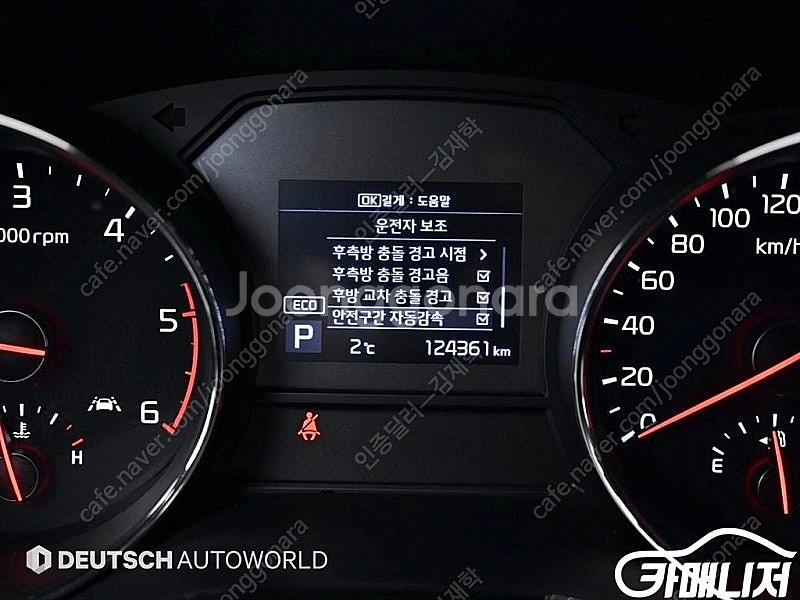 OK길게 : 도움말
운전자 보조
후측방 충돌 경고 시점
후측방 충돌 경고음
후방 교차 충돌 경고
안전구간 자동감속
ECO
P
2℃
124361 km
3
4
5
6
000rpm
H
120
100
80
60
40
20
0
km/H
E
Joonggonara
cafe.naver.com/joonggonara
인증딜러-김재학
DEUTSCH AUTOWORLD
카매니저